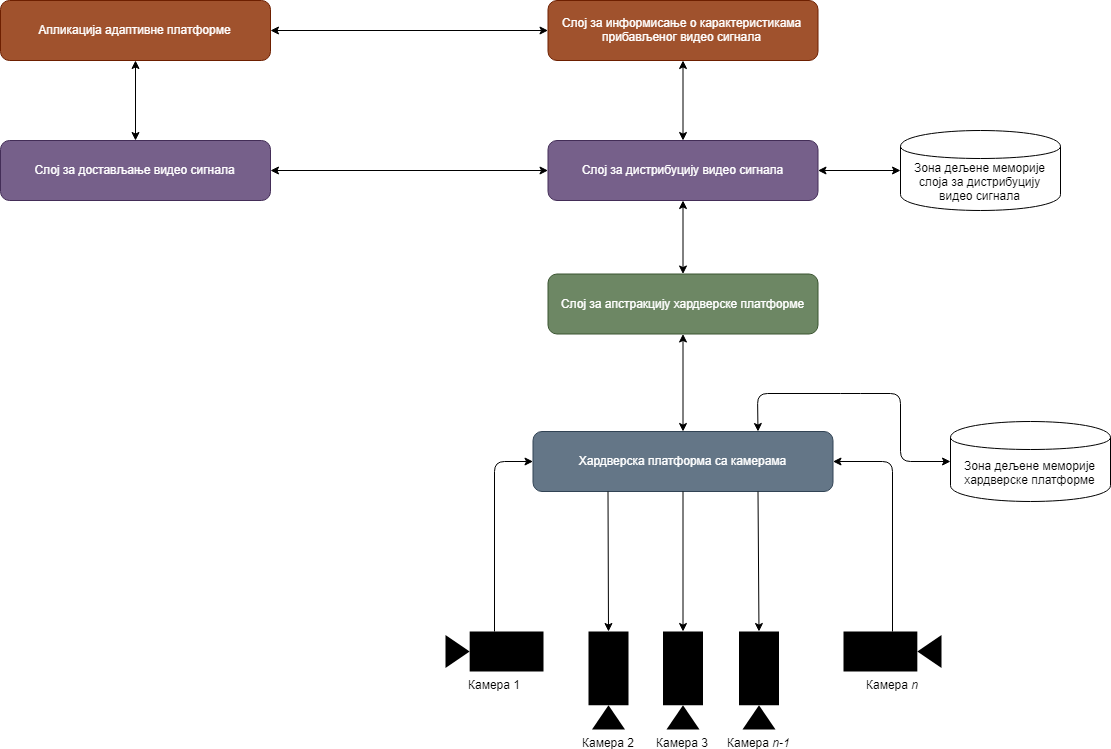 Апликација адаптивне платформе
Слој за информисање о карактеристикама
прибављеног видео сигнала
Слој за достављање видео сигнала
Слој за дистрибуцију видео сигнала
Зона дељене меморије
слоја за дистрибуцију
видео сигнала
Слој за апстракцију хардверске платформе
Хардверска платформа са камерама
Зона дељене меморије
хардверске платформе
Камера 1
Камера n
Камера 2
Камера 3
Камера n-1